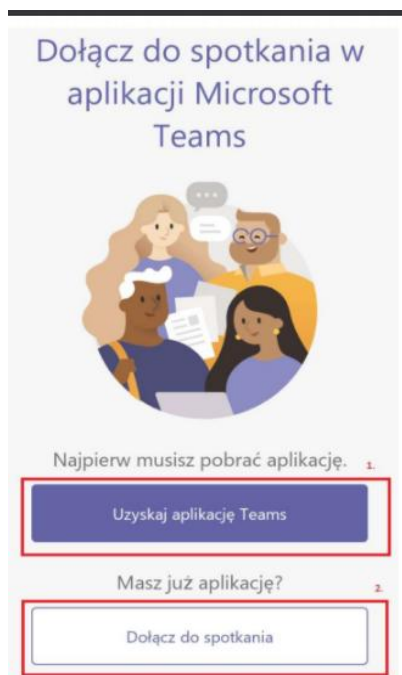 Dołącz do spotkania w
aplikacji Microsoft
Teams
Najpierw musisz pobrać aplikację. 1.
Uzyskaj aplikację Teams
Masz już aplikację? 2.
Dołącz do spotkania